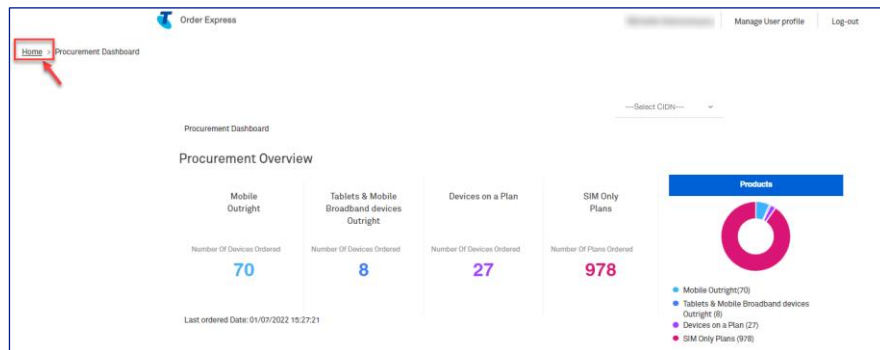 Order Express
Manage User profile
Log-out
Home > Procurement Dashboard
---Select CIDN---
Procurement Dashboard
Procurement Overview
Mobile
Outright
Number Of Devices Ordered
70
Tablets & Mobile
Broadband devices
Outright
Number Of Devices Ordered
8
Devices on a Plan
Number Of Devices Ordered
27
SIM Only
Plans
Number Of Plans Ordered
978
Last ordered Date: 01/07/2022 15:27:21
Products
Mobile Outright(70)
Tablets & Mobile Broadband devices
Outright (8)
Devices on a Plan (27)
SIM Only Plans (978)